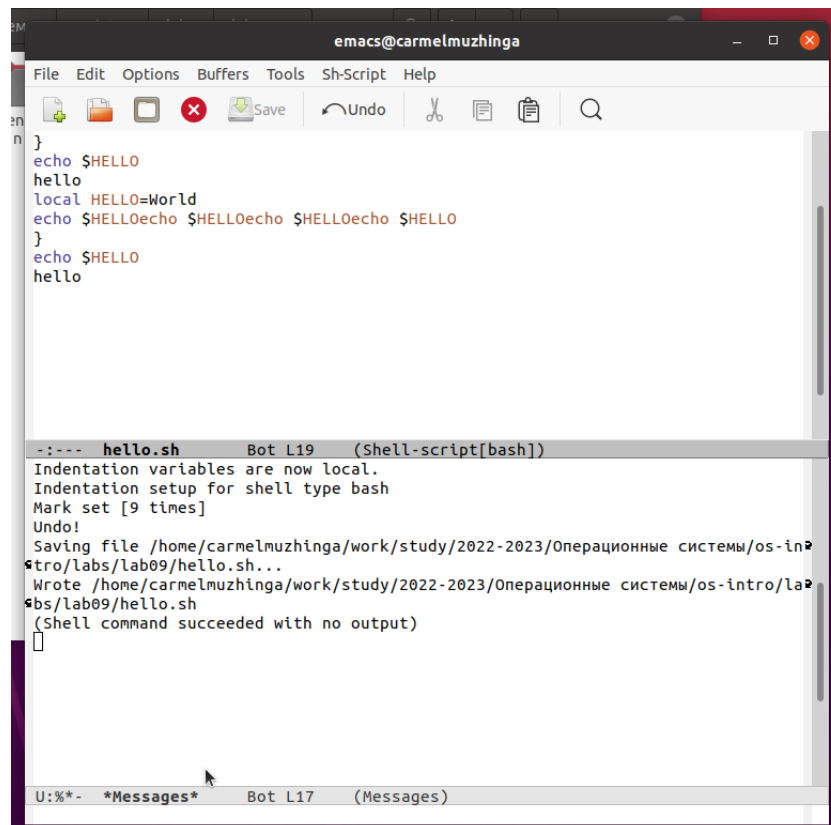 emacs@carmelmuzhinga
File Edit Options Buffers Tools Sh-Script Help
Save Undo
}
echo $HELLO
hello
local HELLO=World
echo $HELLOecho $HELLOecho $HELLOecho $HELLO
}
echo $HELLO
hello
-:--- hello.sh Bot L19 (Shell-script[bash])
Indentation variables are now local.
Indentation setup for shell type bash
Mark set [9 times]
Undo!
Saving file /home/carmelmuzhinga/work/study/2022-2023/Операционные системы/os-in
tro/labs/lab09/hello.sh...
Wrote /home/carmelmuzhinga/work/study/2022-2023/Операционные системы/os-intro/la
bs/lab09/hello.sh
(Shell command succeeded with no output)
U:%*- *Messages* Bot L17 (Messages)